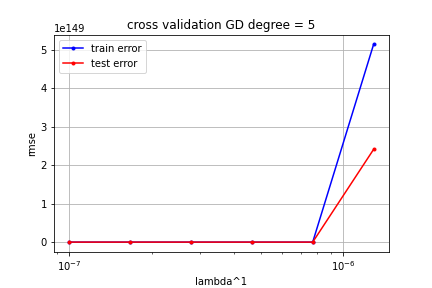 cross validation GD degree = 5
1e149
train error
test error
5
4
3
2
1
0
rmse
10⁻⁷
10⁻⁶
lambda^1